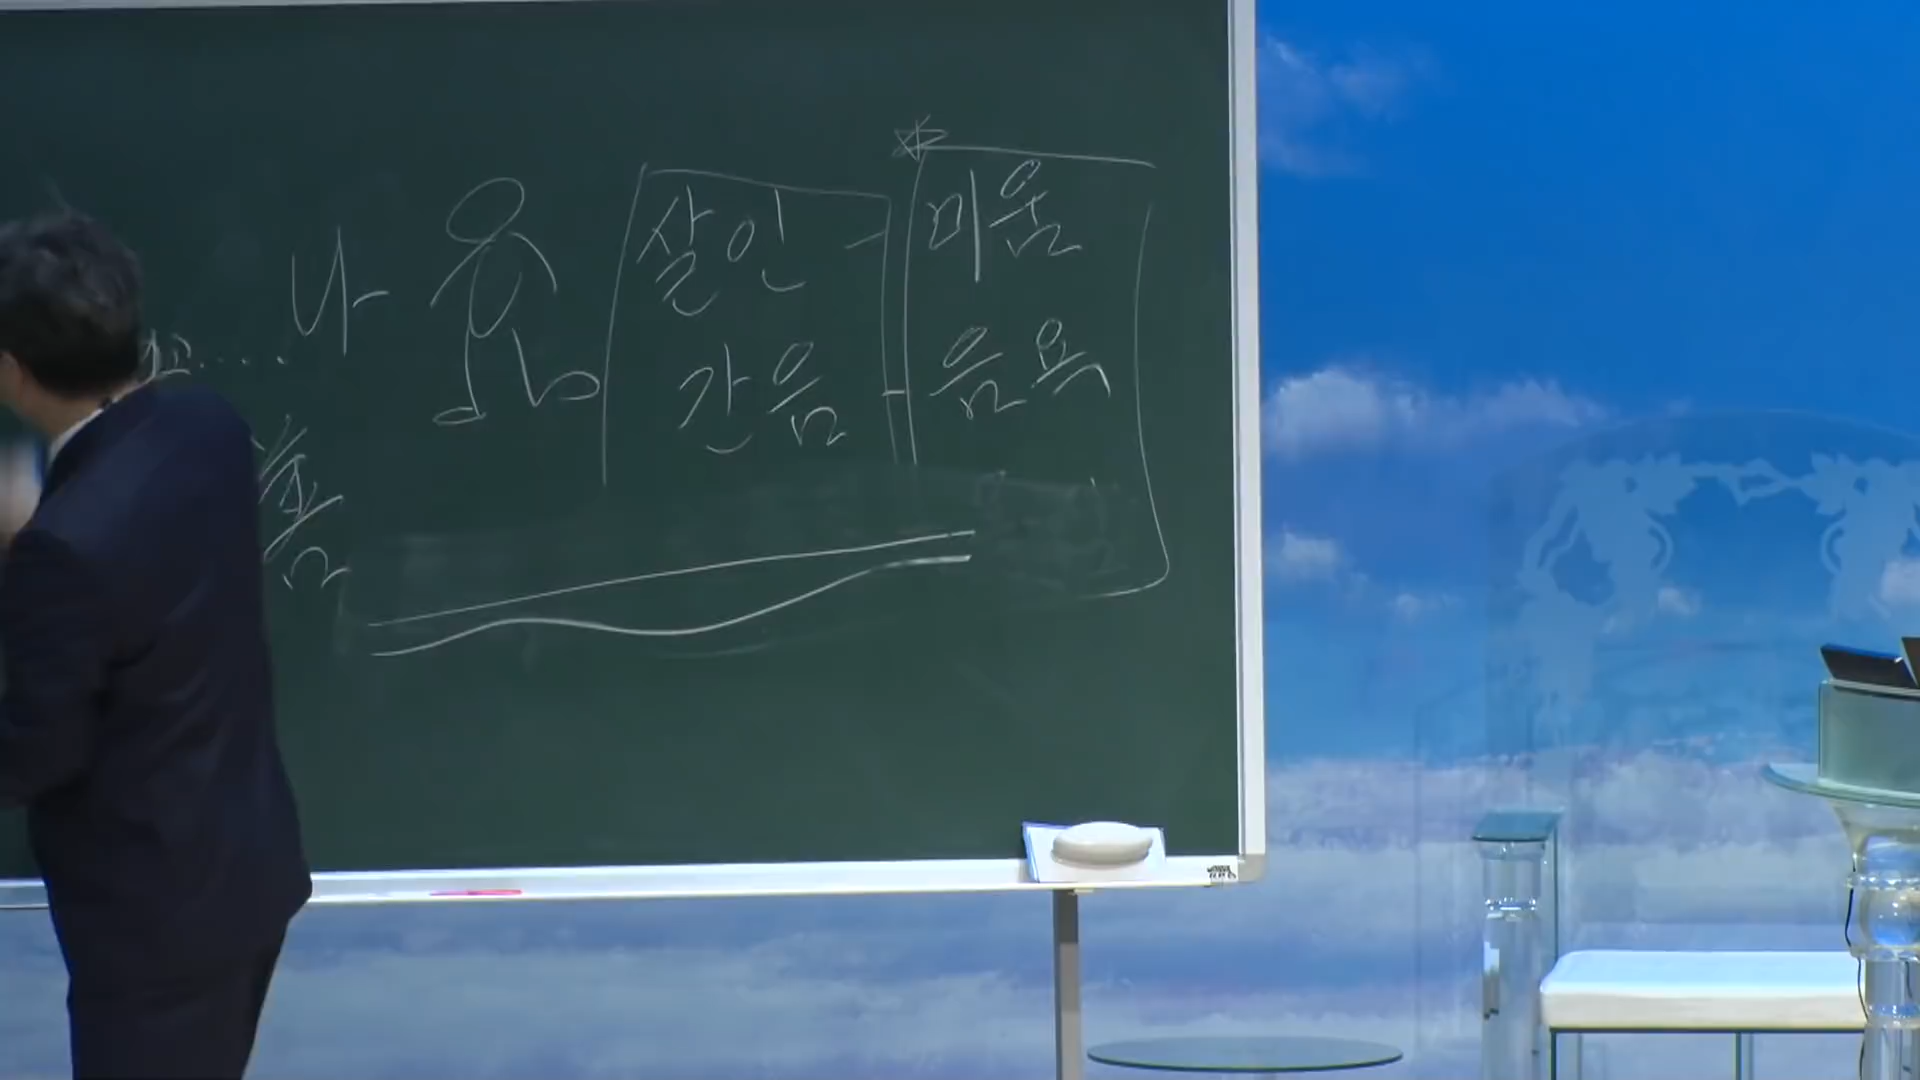 나
살인 - 미움
간음 - 음욕